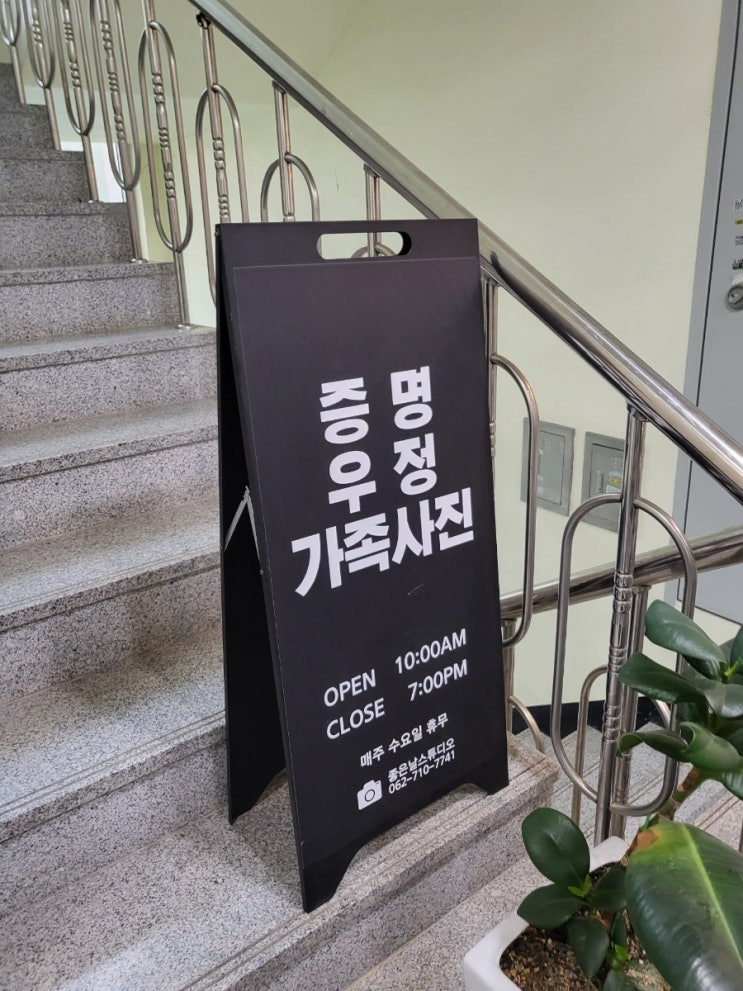 증 명
우 정
가족사진
OPEN 10:00AM
CLOSE 7:00PM
매주 수요일 휴무
좋은날스튜디오
062-710-7741